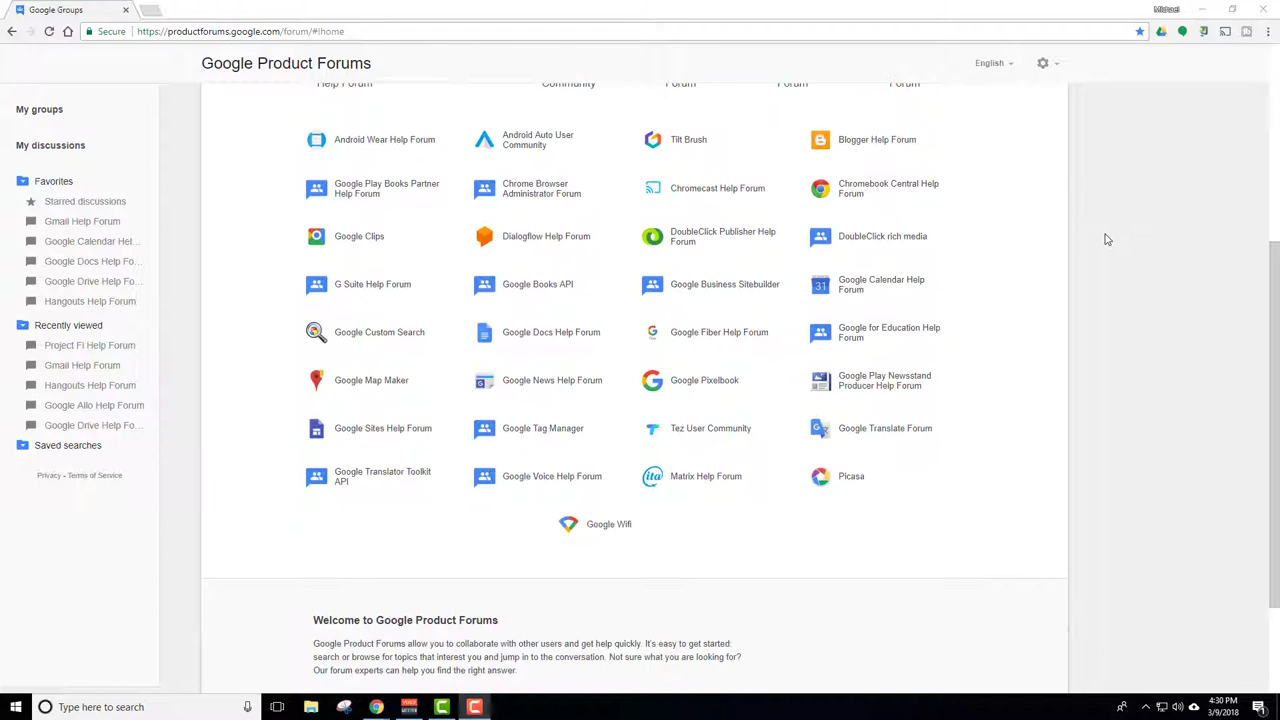 Google Groups
Michael
Secure
https://productforums.google.com/forum/#!home
Google Product Forums
English
My groups
My discussions
Favorites
Starred discussions
Gmail Help Forum
Google Calendar Hel...
Google Docs Help Fo...
Google Drive Help Fo...
Hangouts Help Forum
Recently viewed
Project FI Help Forum
Gmail Help Forum
Hangouts Help Forum
Google Allo Help Forum
Google Drive Help Fo...
Saved searches
Privacy - Terms of Service
Help Forum
Community
Forum
Forum
Forum
Android Wear Help Forum
Android Auto User
Community
Tilt Brush
Blogger Help Forum
Google Play Books Partner
Help Forum
Chrome Browser
Administrator Forum
Chromecast Help Forum
Chromebook Central Help
Forum
Google Clips
Dialogflow Help Forum
DoubleClick Publisher Help
Forum
DoubleClick rich media
G Suite Help Forum
Google Books API
Google Business Sitebuilder
31
Google Calendar Help
Forum
Google Custom Search
Google Docs Help Forum
Google Fiber Help Forum
Google for Education Help
Forum
Google Map Maker
Google News Help Forum
Google Pixelbook
Google Play Newsstand
Producer Help Forum
Google Sites Help Forum
Google Tag Manager
Tez User Community
Google Translate Forum
Google Translator Toolkit
API
Google Voice Help Forum
ita
Matrix Help Forum
Picasa
Google Wifi
Welcome to Google Product Forums
Google Product Forums allow you to collaborate with other users and get help quickly. It's easy to get started:
search or browse for topics that interest you and jump in to the conversation. Not sure what you are looking for?
Our forum experts can help you find the right answer.
Type here to search
4:30 PM
3/9/2018